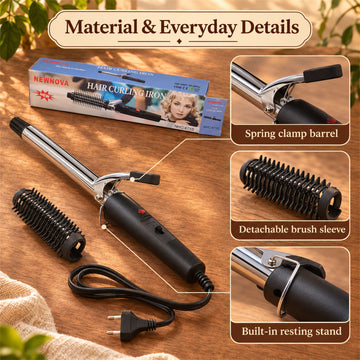 Material & Everyday Details
NEWNOVA
HAIR CURLING IRON
Spring clamp barrel
Detachable brush sleeve
Built-in resting stand